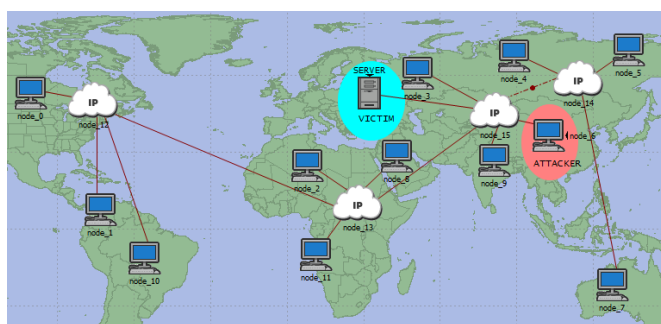 node_0
IP
node_12
node_1
node_10
SERVER
VICTIM
node_3
node_4
node_5
IP
node_14
IP
node_15
node_6
ATTACKER
node_9
node_2
node_8
IP
node_13
node_11
node_7